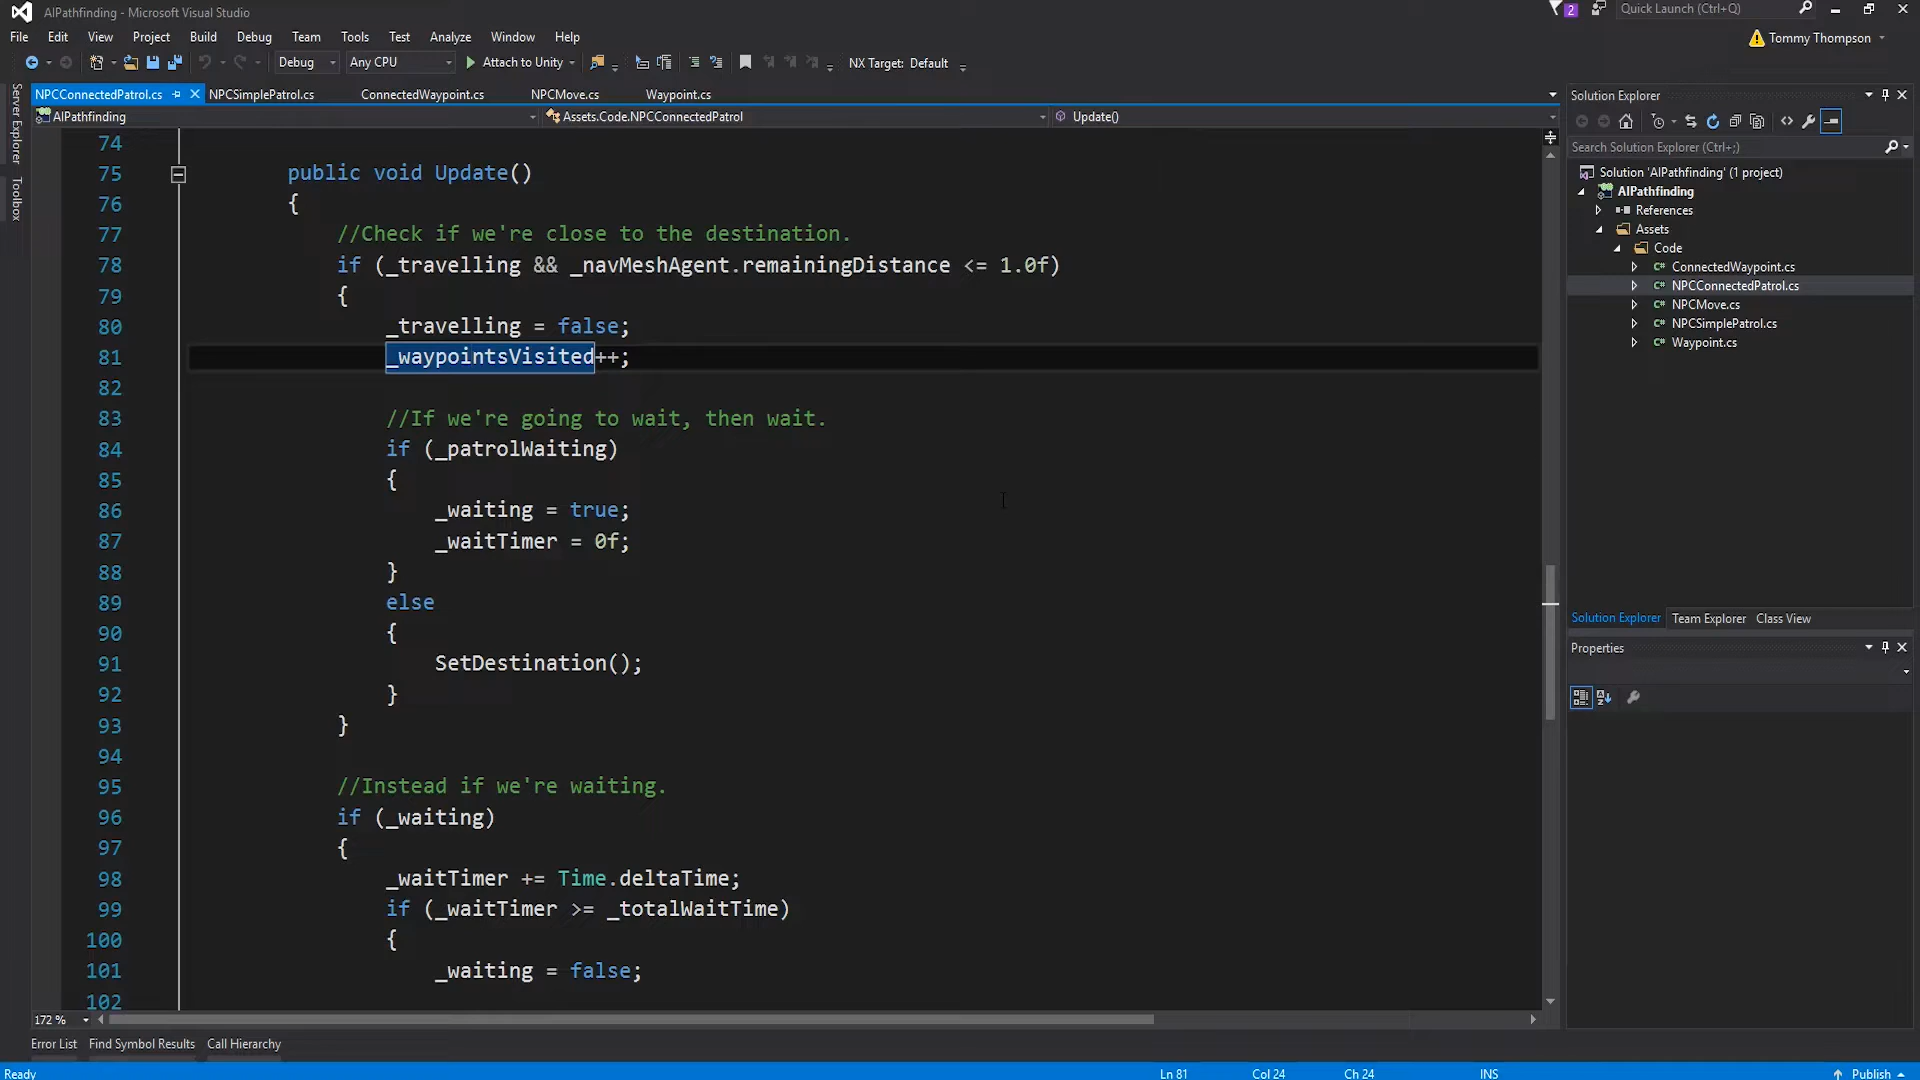 AIPathfinding - Microsoft Visual Studio
2
Quick Launch (Ctrl+Q)
File Edit View Project Build Debug Team Tools Test Analyze Window Help
Tommy Thompson
Debug Any CPU Attach to Unity NX Target: Default
Server Explorer
Toolbox
NPCConnectedPatrol.cs NPCSimplePatrol.cs ConnectedWaypoint.cs NPCMove.cs Waypoint.cs
AIPathfinding Assets.Code.NPCConnectedPatrol Update()
74
75 public void Update()
76 {
77 //Check if we're close to the destination.
78 if (_travelling && _navMeshAgent.remainingDistance <= 1.0f)
79 {
80 _travelling = false;
81 _waypointsVisited++;
82
83 //If we're going to wait, then wait.
84 if (_patrolWaiting)
85 {
86 _waiting = true;
87 _waitTimer = 0f;
88 }
89 else
90 {
91 SetDestination();
92 }
93 }
94
95 //Instead if we're waiting.
96 if (_waiting)
97 {
98 _waitTimer += Time.deltaTime;
99 if (_waitTimer >= _totalWaitTime)
100 {
101 _waiting = false;
102
172 %
Solution Explorer
Search Solution Explorer (Ctrl+;)
Solution 'AIPathfinding' (1 project)
AIPathfinding
References
Assets
Code
C# ConnectedWaypoint.cs
C# NPCConnectedPatrol.cs
C# NPCMove.cs
C# NPCSimplePatrol.cs
C# Waypoint.cs
Solution Explorer Team Explorer Class View
Properties
Error List Find Symbol Results Call Hierarchy
Ready Ln 81 Col 24 Ch 24 INS Publish